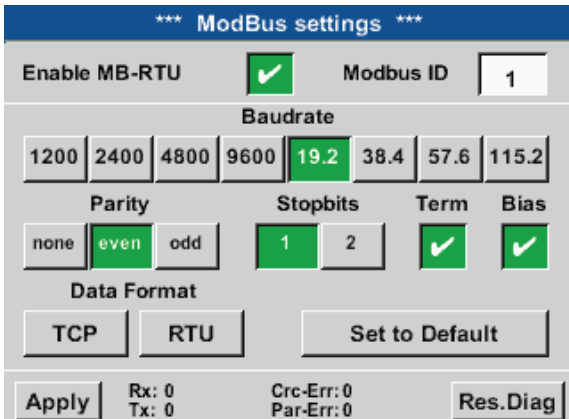 *** ModBus settings ***
Enable MB-RTU Modbus ID 1
Baudrate
1200 2400 4800 9600 19.2 38.4 57.6 115.2
Parity Stopbits Term Bias
none even odd 1 2
Data Format
TCP RTU Set to Default
Apply Rx: 0 Crc-Err: 0 Res.Diag
Tx: 0 Par-Err: 0